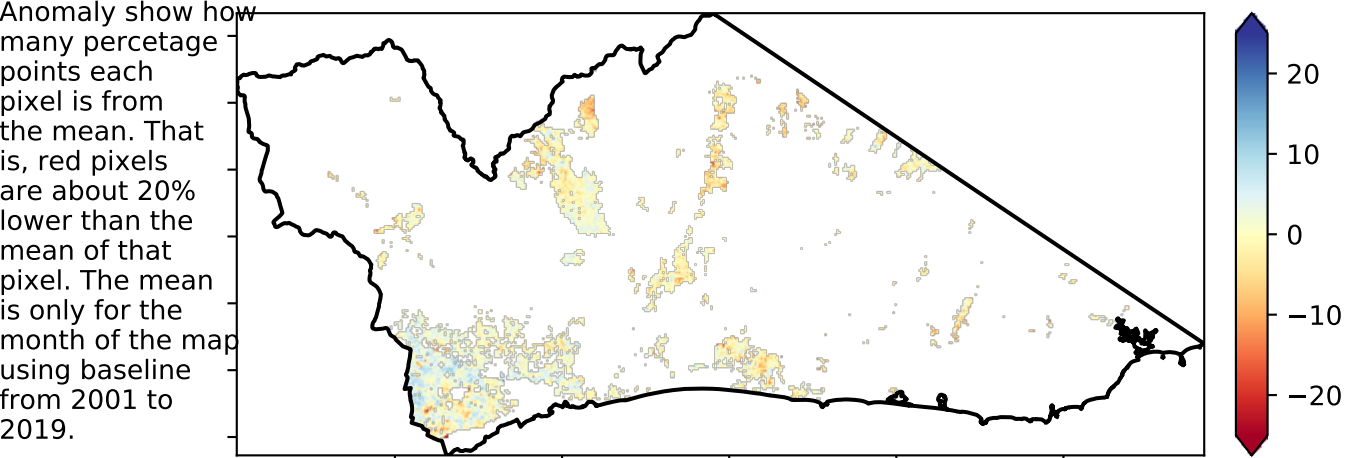 Anomaly show how
many percetage
points each
pixel is from
the mean. That
is, red pixels
are about 20%
lower than the
mean of that
pixel. The mean
is only for the
month of the map
using baseline
from 2001 to
2019.
20
10
0
−10
−20